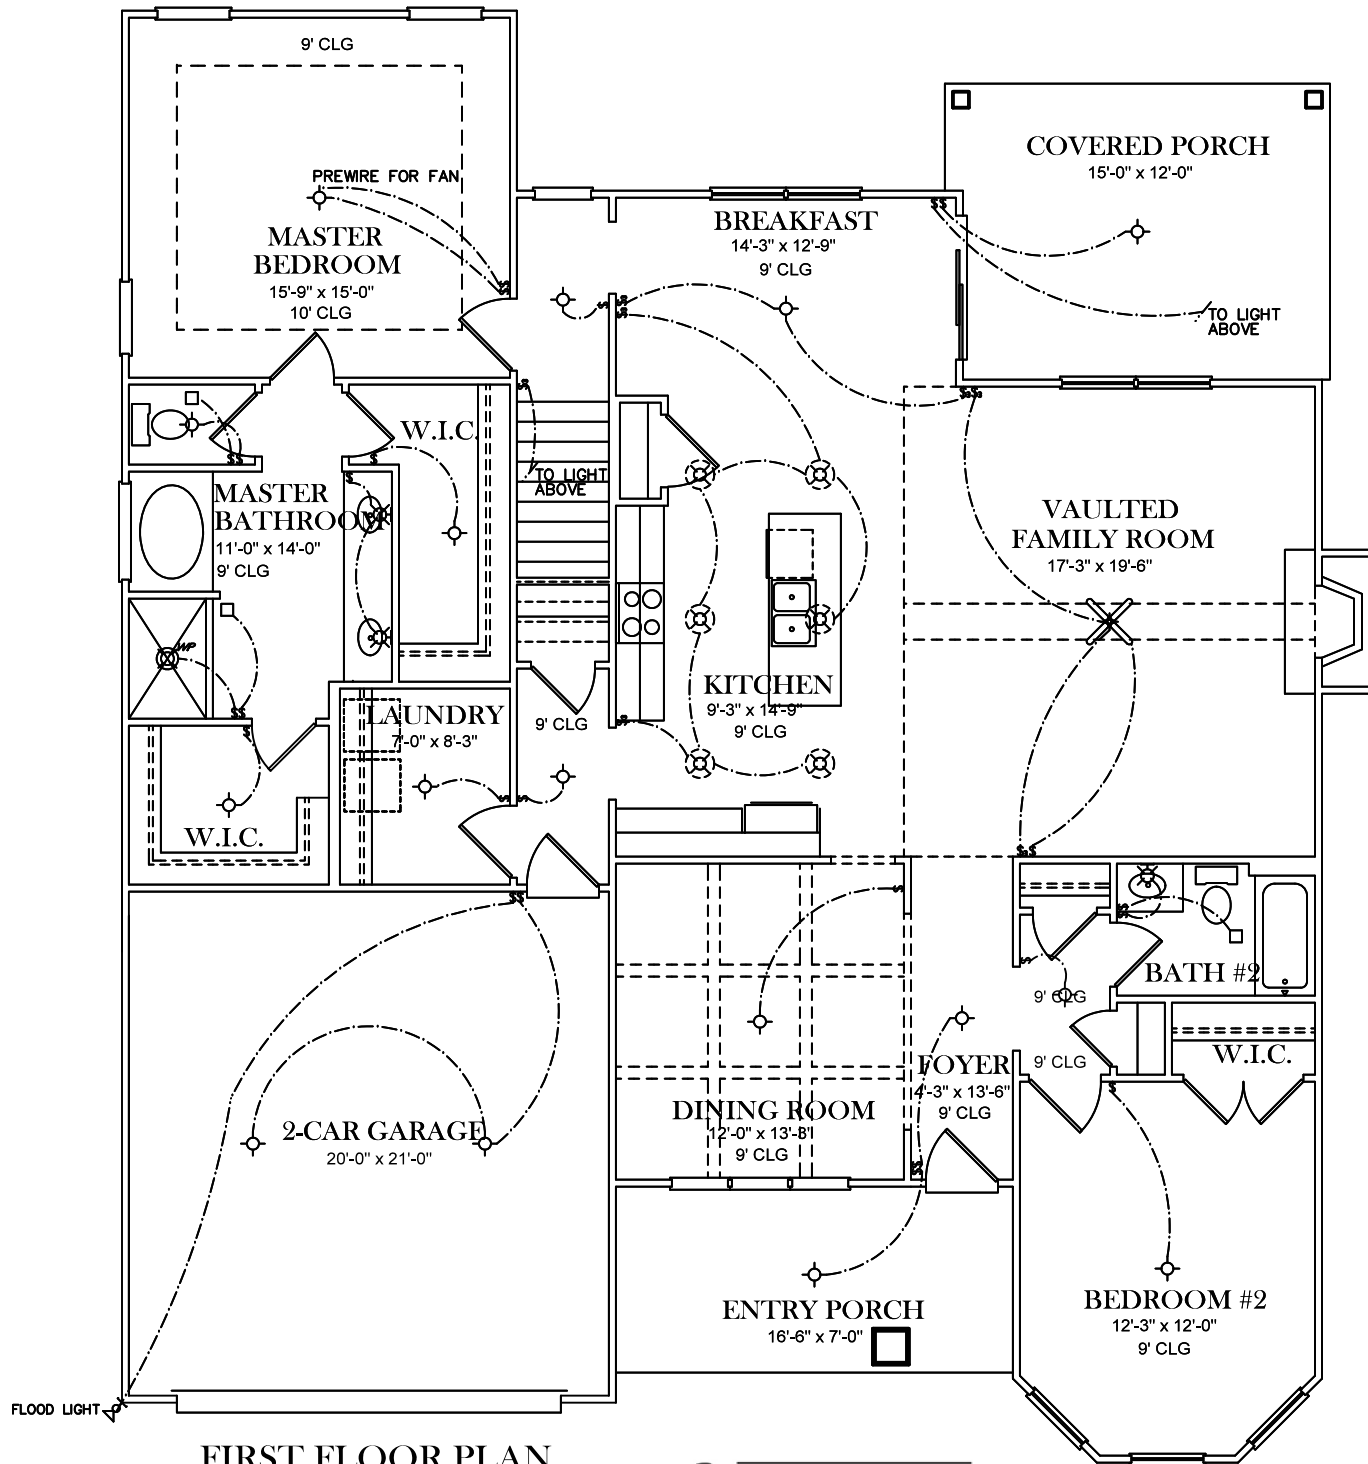 9' CLG
PREWIRE FOR FAN
MASTER
BEDROOM
15'-9" x 15'-0"
10' CLG
COVERED PORCH
15'-0" x 12'-0"
BREAKFAST
14'-3" x 12'-9"
9' CLG
TO LIGHT
ABOVE
W.I.C.
TO LIGHT
ABOVE
MASTER
BATHROOM
11'-0" x 14'-0"
9' CLG
WP
VAULTED
FAMILY ROOM
17'-3" x 19'-6"
KITCHEN
9'-3" x 14'-9"
9' CLG
LAUNDRY
7'-0" x 8'-3"
9' CLG
W.I.C.
BATH #2
9' CLG
9' CLG
W.I.C.
FOYER
4'-3" x 13'-6"
9' CLG
DINING ROOM
12'-0" x 13'-8"
9' CLG
2-CAR GARAGE
20'-0" x 21'-0"
ENTRY PORCH
16'-6" x 7'-0"
BEDROOM #2
12'-3" x 12'-0"
9' CLG
FLOOD LIGHT
FIRST FLOOR PLAN